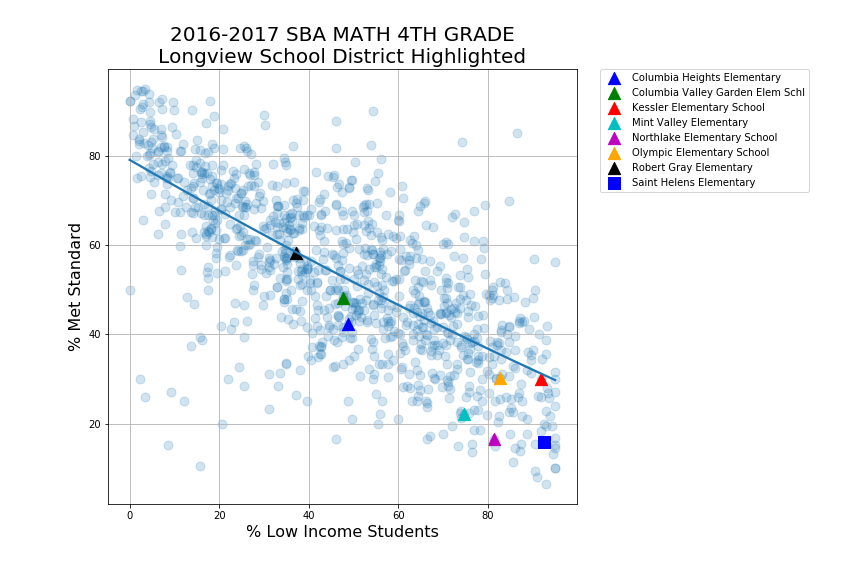 2016-2017 SBA MATH 4TH GRADE
Longview School District Highlighted
Columbia Heights Elementary
Columbia Valley Garden Elem Schl
Kessler Elementary School
Mint Valley Elementary
Northlake Elementary School
Olympic Elementary School
Robert Gray Elementary
Saint Helens Elementary
% Met Standard
80
60
40
20
0
20
40
60
80
% Low Income Students